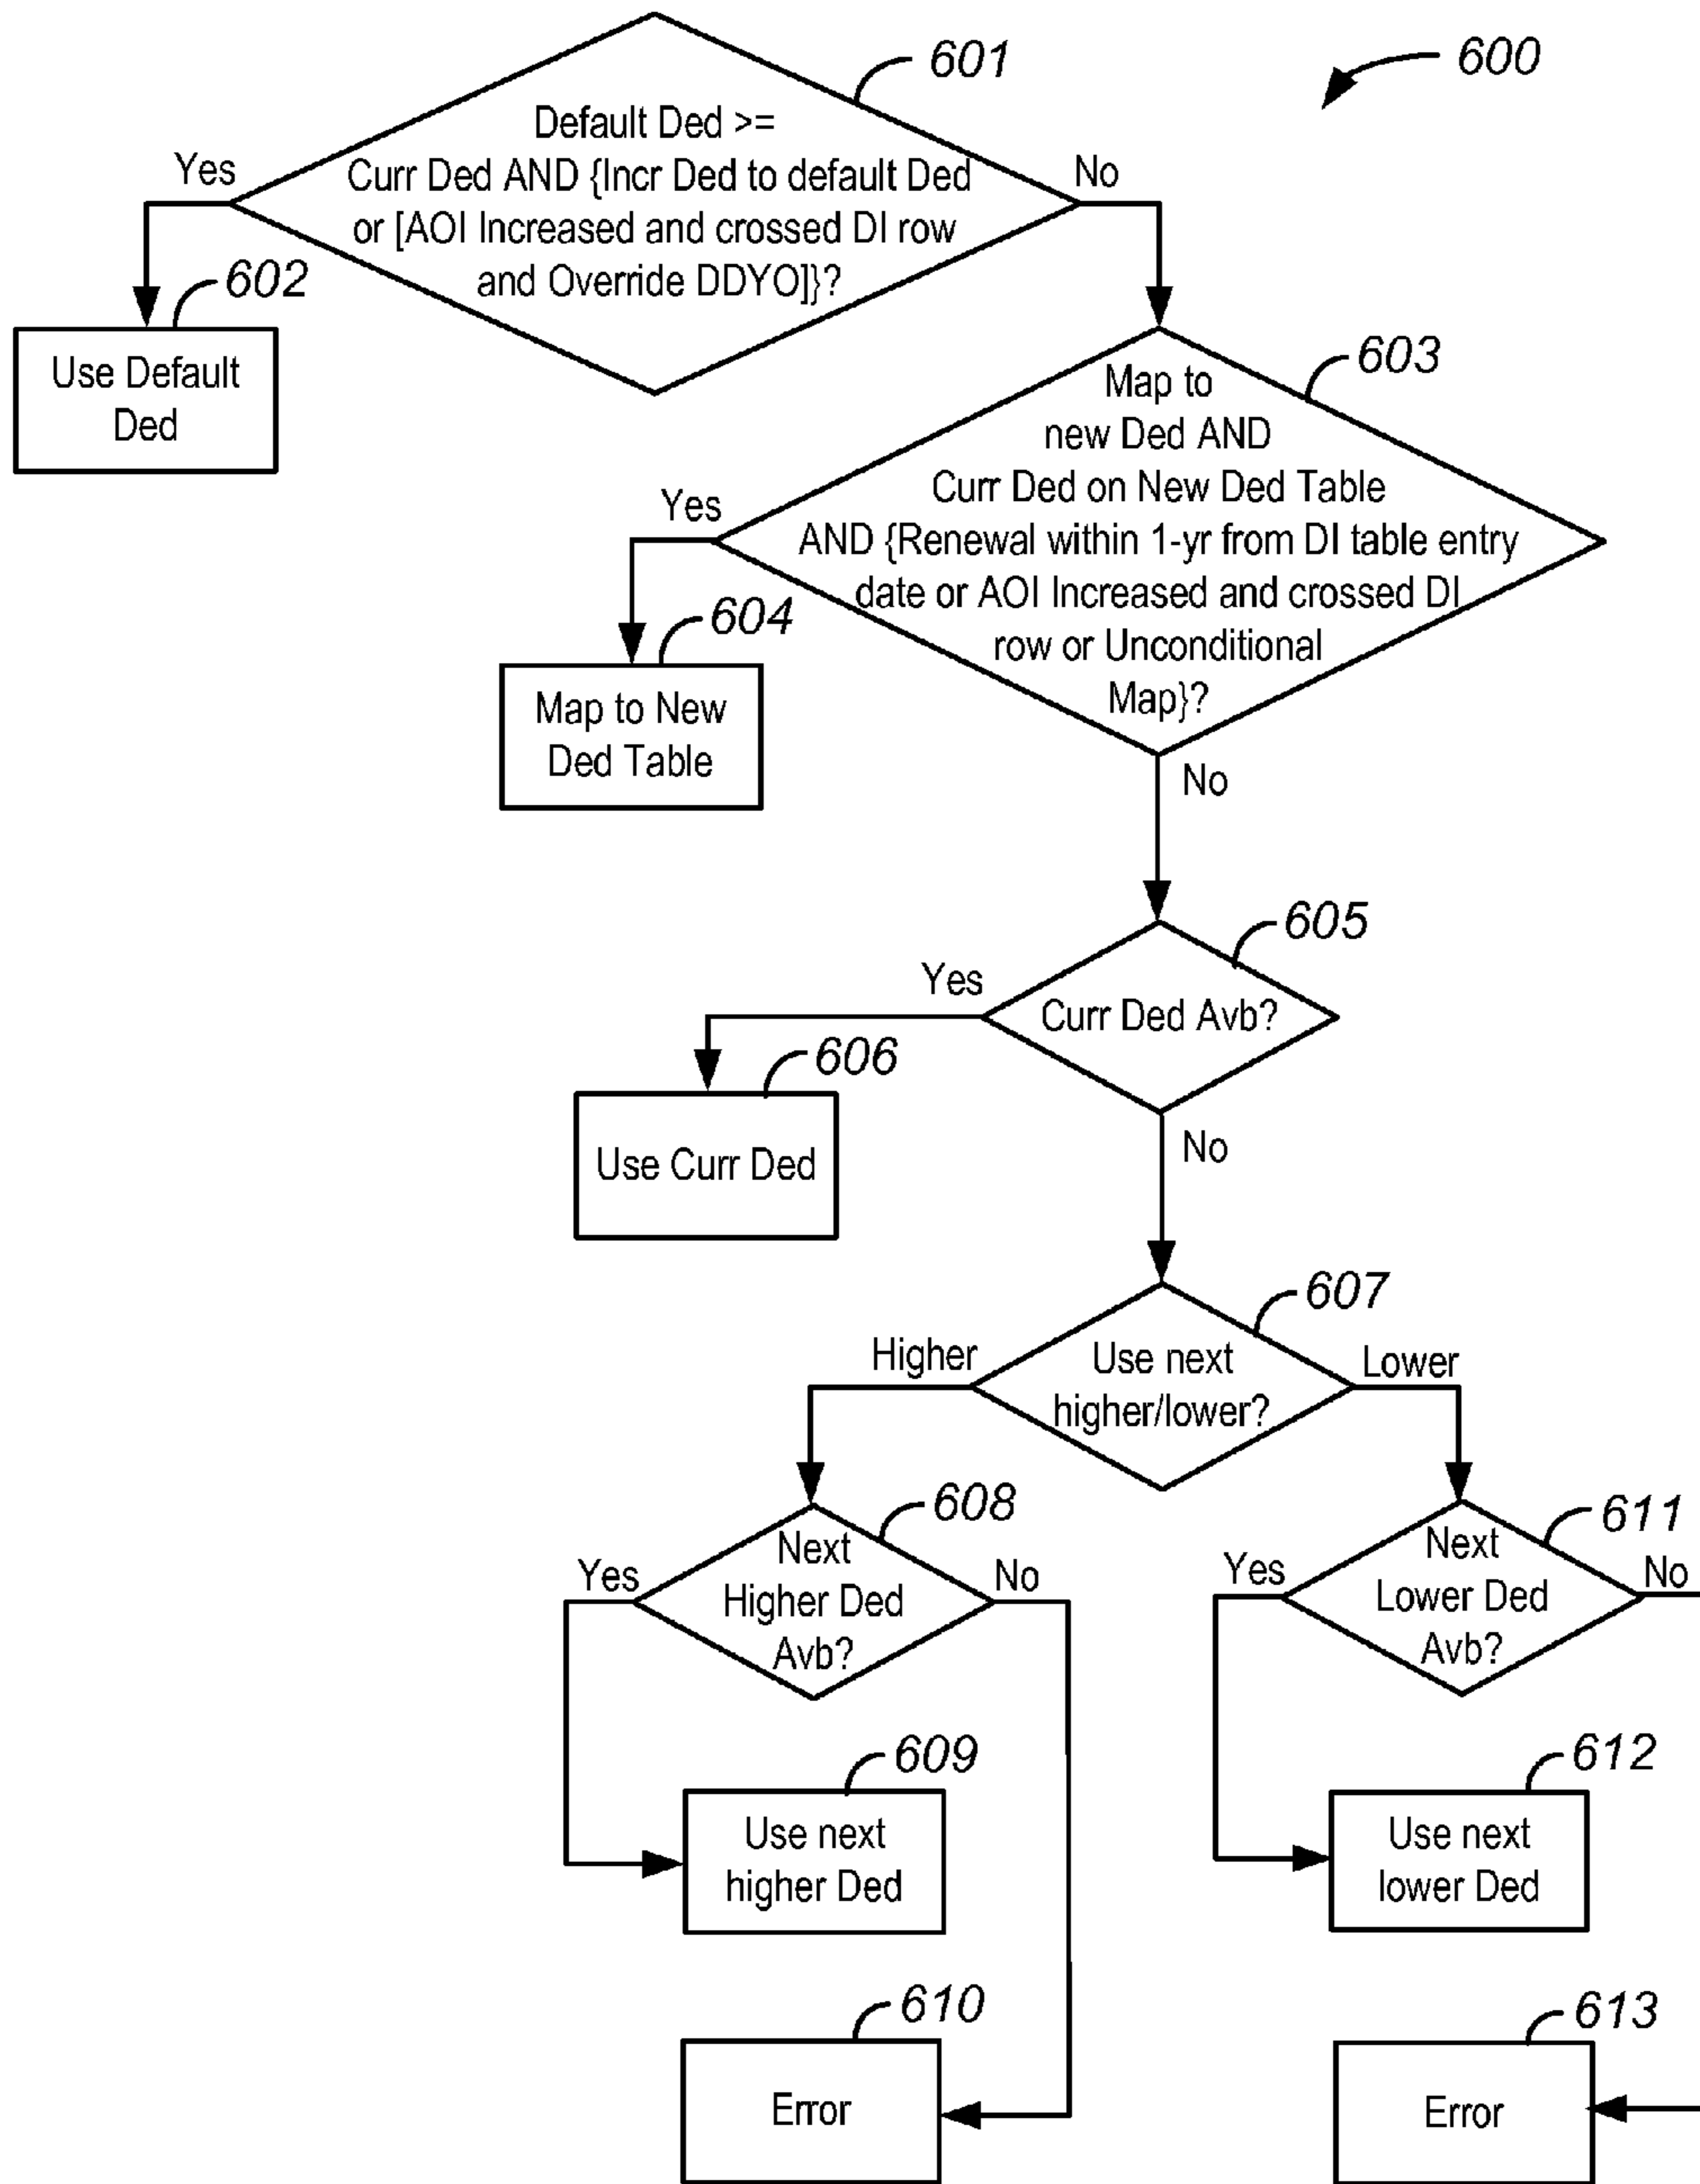 600
601
Default Ded >=
Curr Ded AND {Incr Ded to default Ded
or [AOI Increased and crossed DI row
and Override DDYO]}?
Yes
No
602
Use Default
Ded
603
Map to
new Ded AND
Curr Ded on New Ded Table
AND {Renewal within 1-yr from DI table entry
date or AOI Increased and crossed DI
row or Unconditional
Map}?
Yes
No
604
Map to New
Ded Table
605
Curr Ded Avb?
Yes
No
606
Use Curr Ded
607
Use next
higher/lower?
Higher
Lower
608
Next
Higher Ded
Avb?
Yes
No
609
Use next
higher Ded
610
Error
611
Next
Lower Ded
Avb?
Yes
No
612
Use next
lower Ded
613
Error